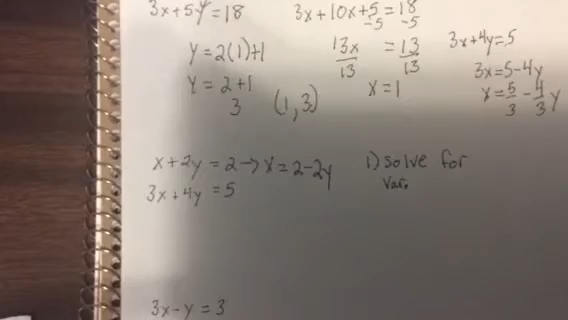 3x+5y=18
3x+10x+5=18
-5 -5
y=2(1)+1
13x = 13
13 13
3x+4y=5
y=2+1
3
(1,3)
x=1
3x=5-4y
x=5/3-4/3y
x+2y=2→x=2-2y
1) solve for
var.
3x+4y=5
3x-y=3